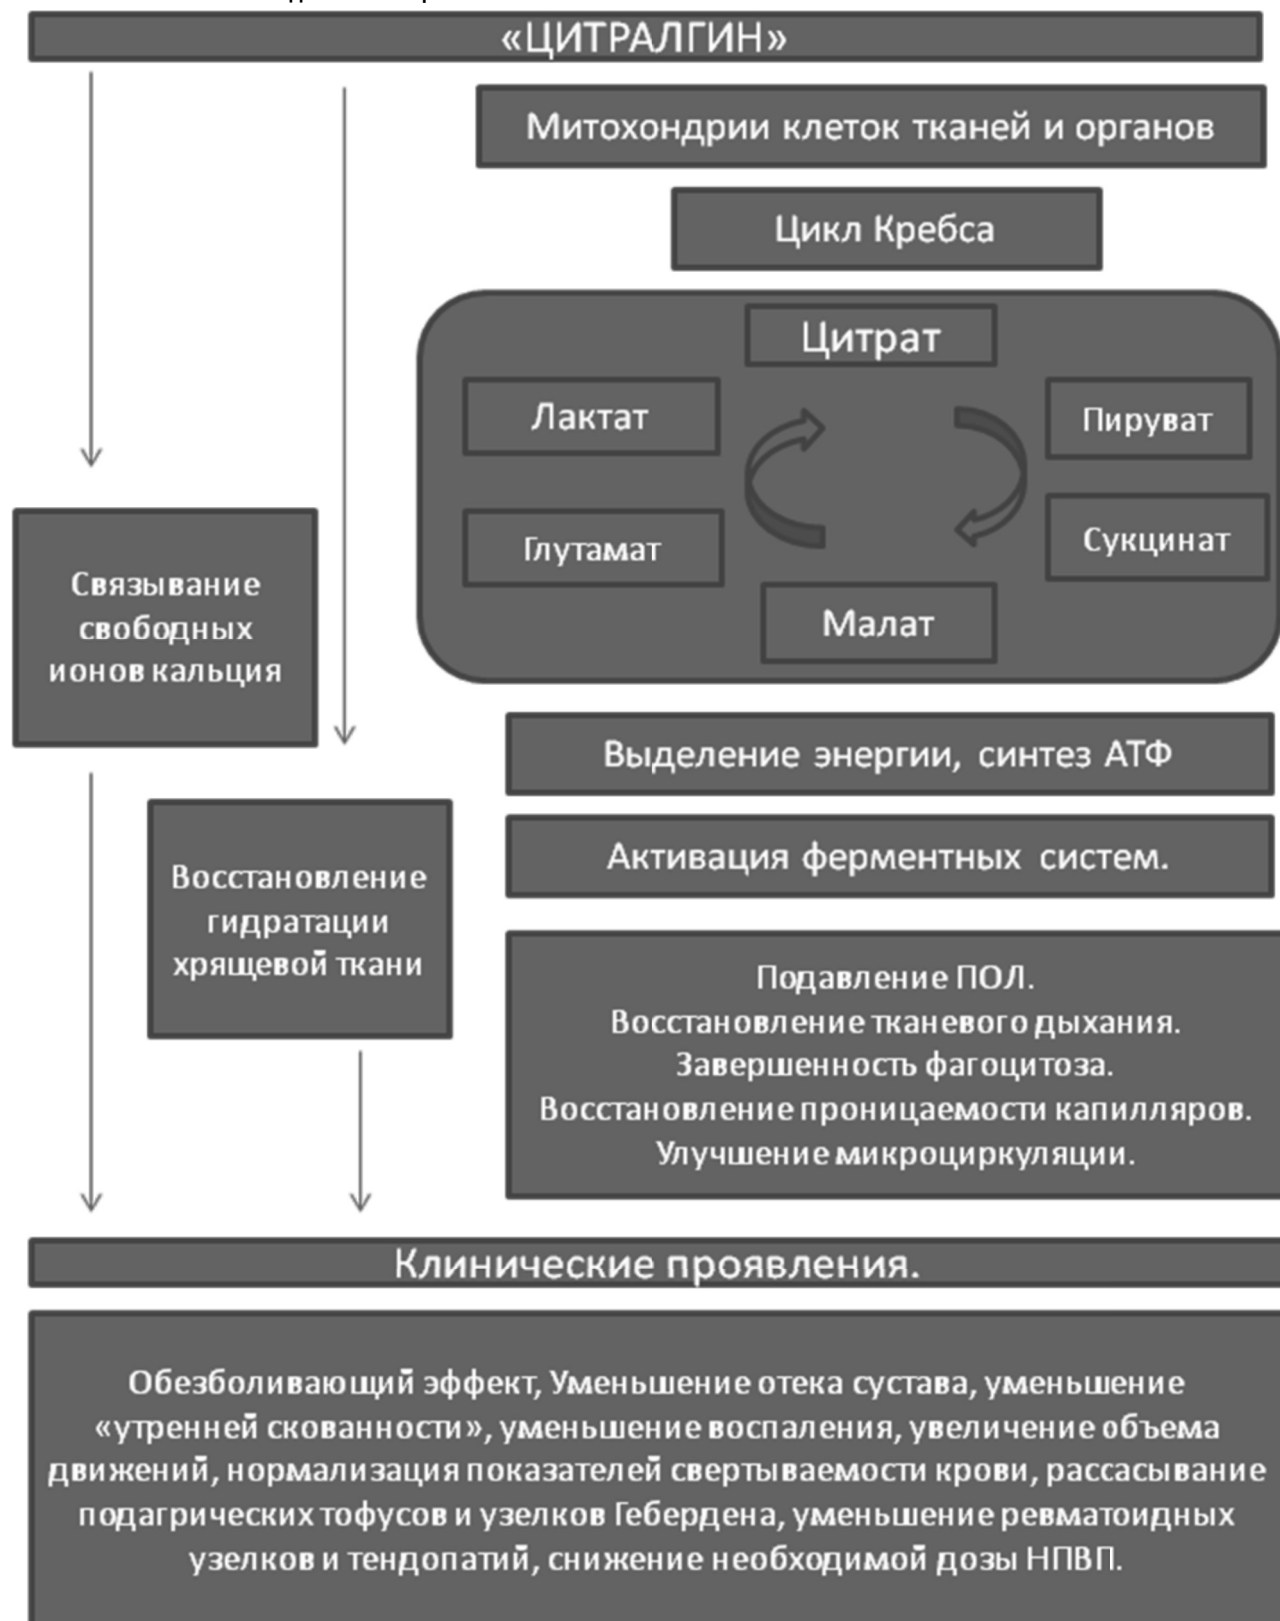 «ЦИТРАЛГИН»
Митохондрии клеток тканей и органов
Цикл Кребса
Цитрат
Лактат
Пируват
Глутамат
Сукцинат
Малат
Связывание
свободных
ионов кальция
Выделение энергии, синтез АТФ
Активация ферментных систем.
Восстановление
гидратации
хрящевой ткани
Подавление ПОЛ.
Восстановление тканевого дыхания.
Завершенность фагоцитоза.
Восстановление проницаемости капилляров.
Улучшение микроциркуляции.
Клинические проявления.
Обезболивающий эффект, Уменьшение отека сустава, уменьшение
«утренней скованности», уменьшение воспаления, увеличение объема
движений, нормализация показателей свертываемости крови, рассасывание
подагрических тофусов и узелков Гебердена, уменьшение ревматоидных
узелков и тендопатий, снижение необходимой дозы НПВП.